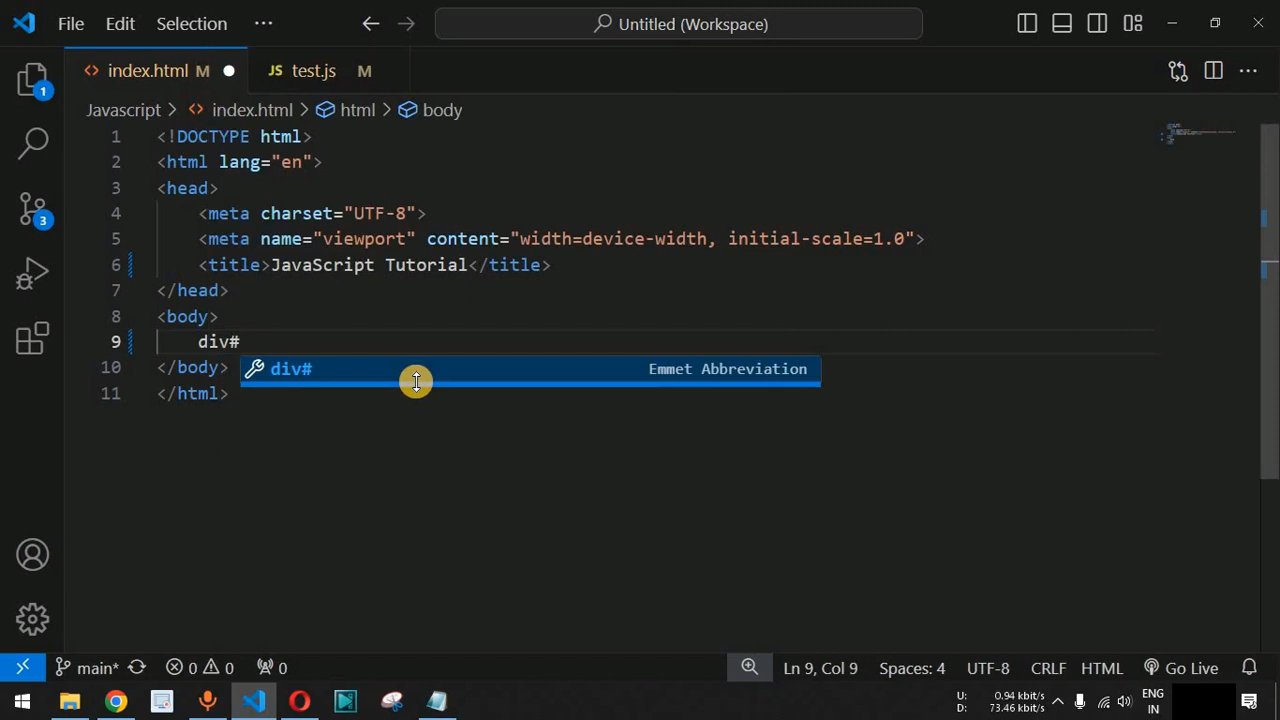 File Edit Selection ··· Untitled (Workspace)
index.html M JS test.js M
Javascript > index.html > html > body
1 <!DOCTYPE html>
2 <html lang="en">
3 <head>
4 <meta charset="UTF-8">
5 <meta name="viewport" content="width=device-width, initial-scale=1.0">
6 <title>JavaScript Tutorial</title>
7 </head>
8 <body>
9 div#
10 </body> div# Emmet Abbreviation
11 </html>
1
3
main* 0 0 0 Ln 9, Col 9 Spaces: 4 UTF-8 CRLF HTML Go Live
U: 0.94 kbit/s ENG
D: 73.46 kbit/s IN